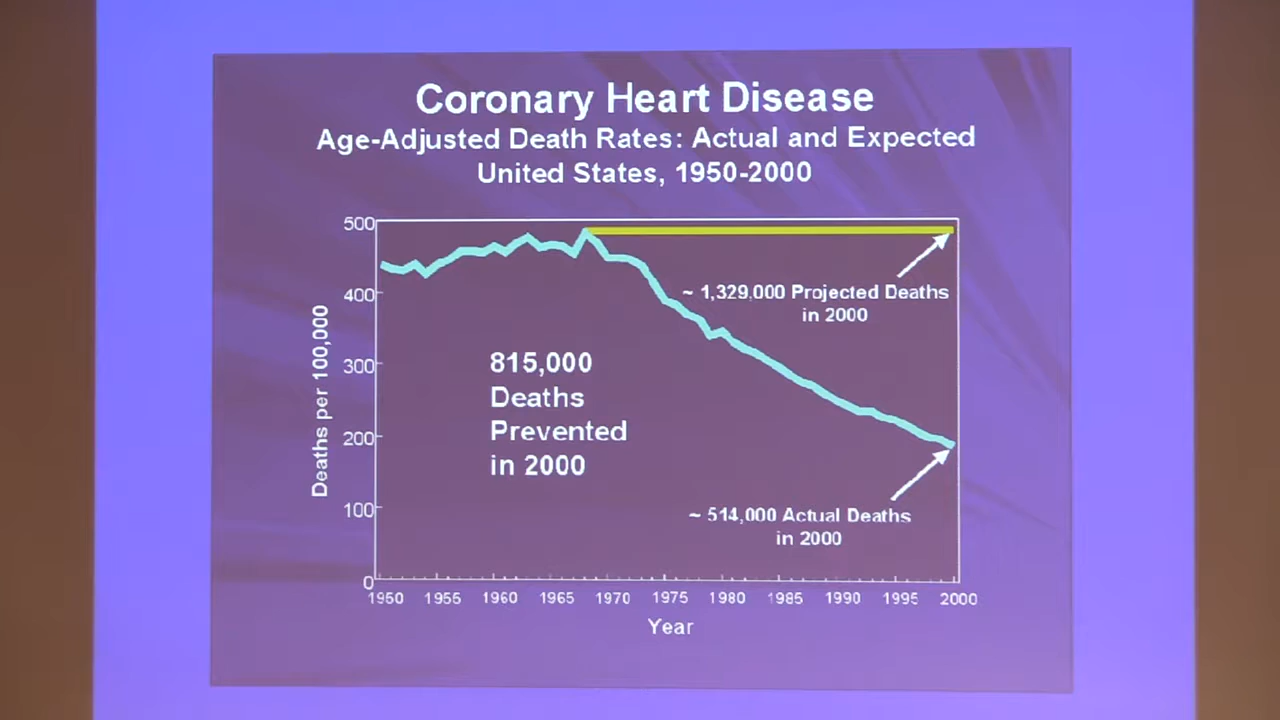 Coronary Heart Disease
Age-Adjusted Death Rates: Actual and Expected
United States, 1950-2000
500
400
300
200
100
0
Deaths per 100,000
~ 1,329,000 Projected Deaths
in 2000
815,000
Deaths
Prevented
in 2000
~ 514,000 Actual Deaths
in 2000
1950 1955 1960 1965 1970 1975 1980 1985 1990 1995 2000
Year